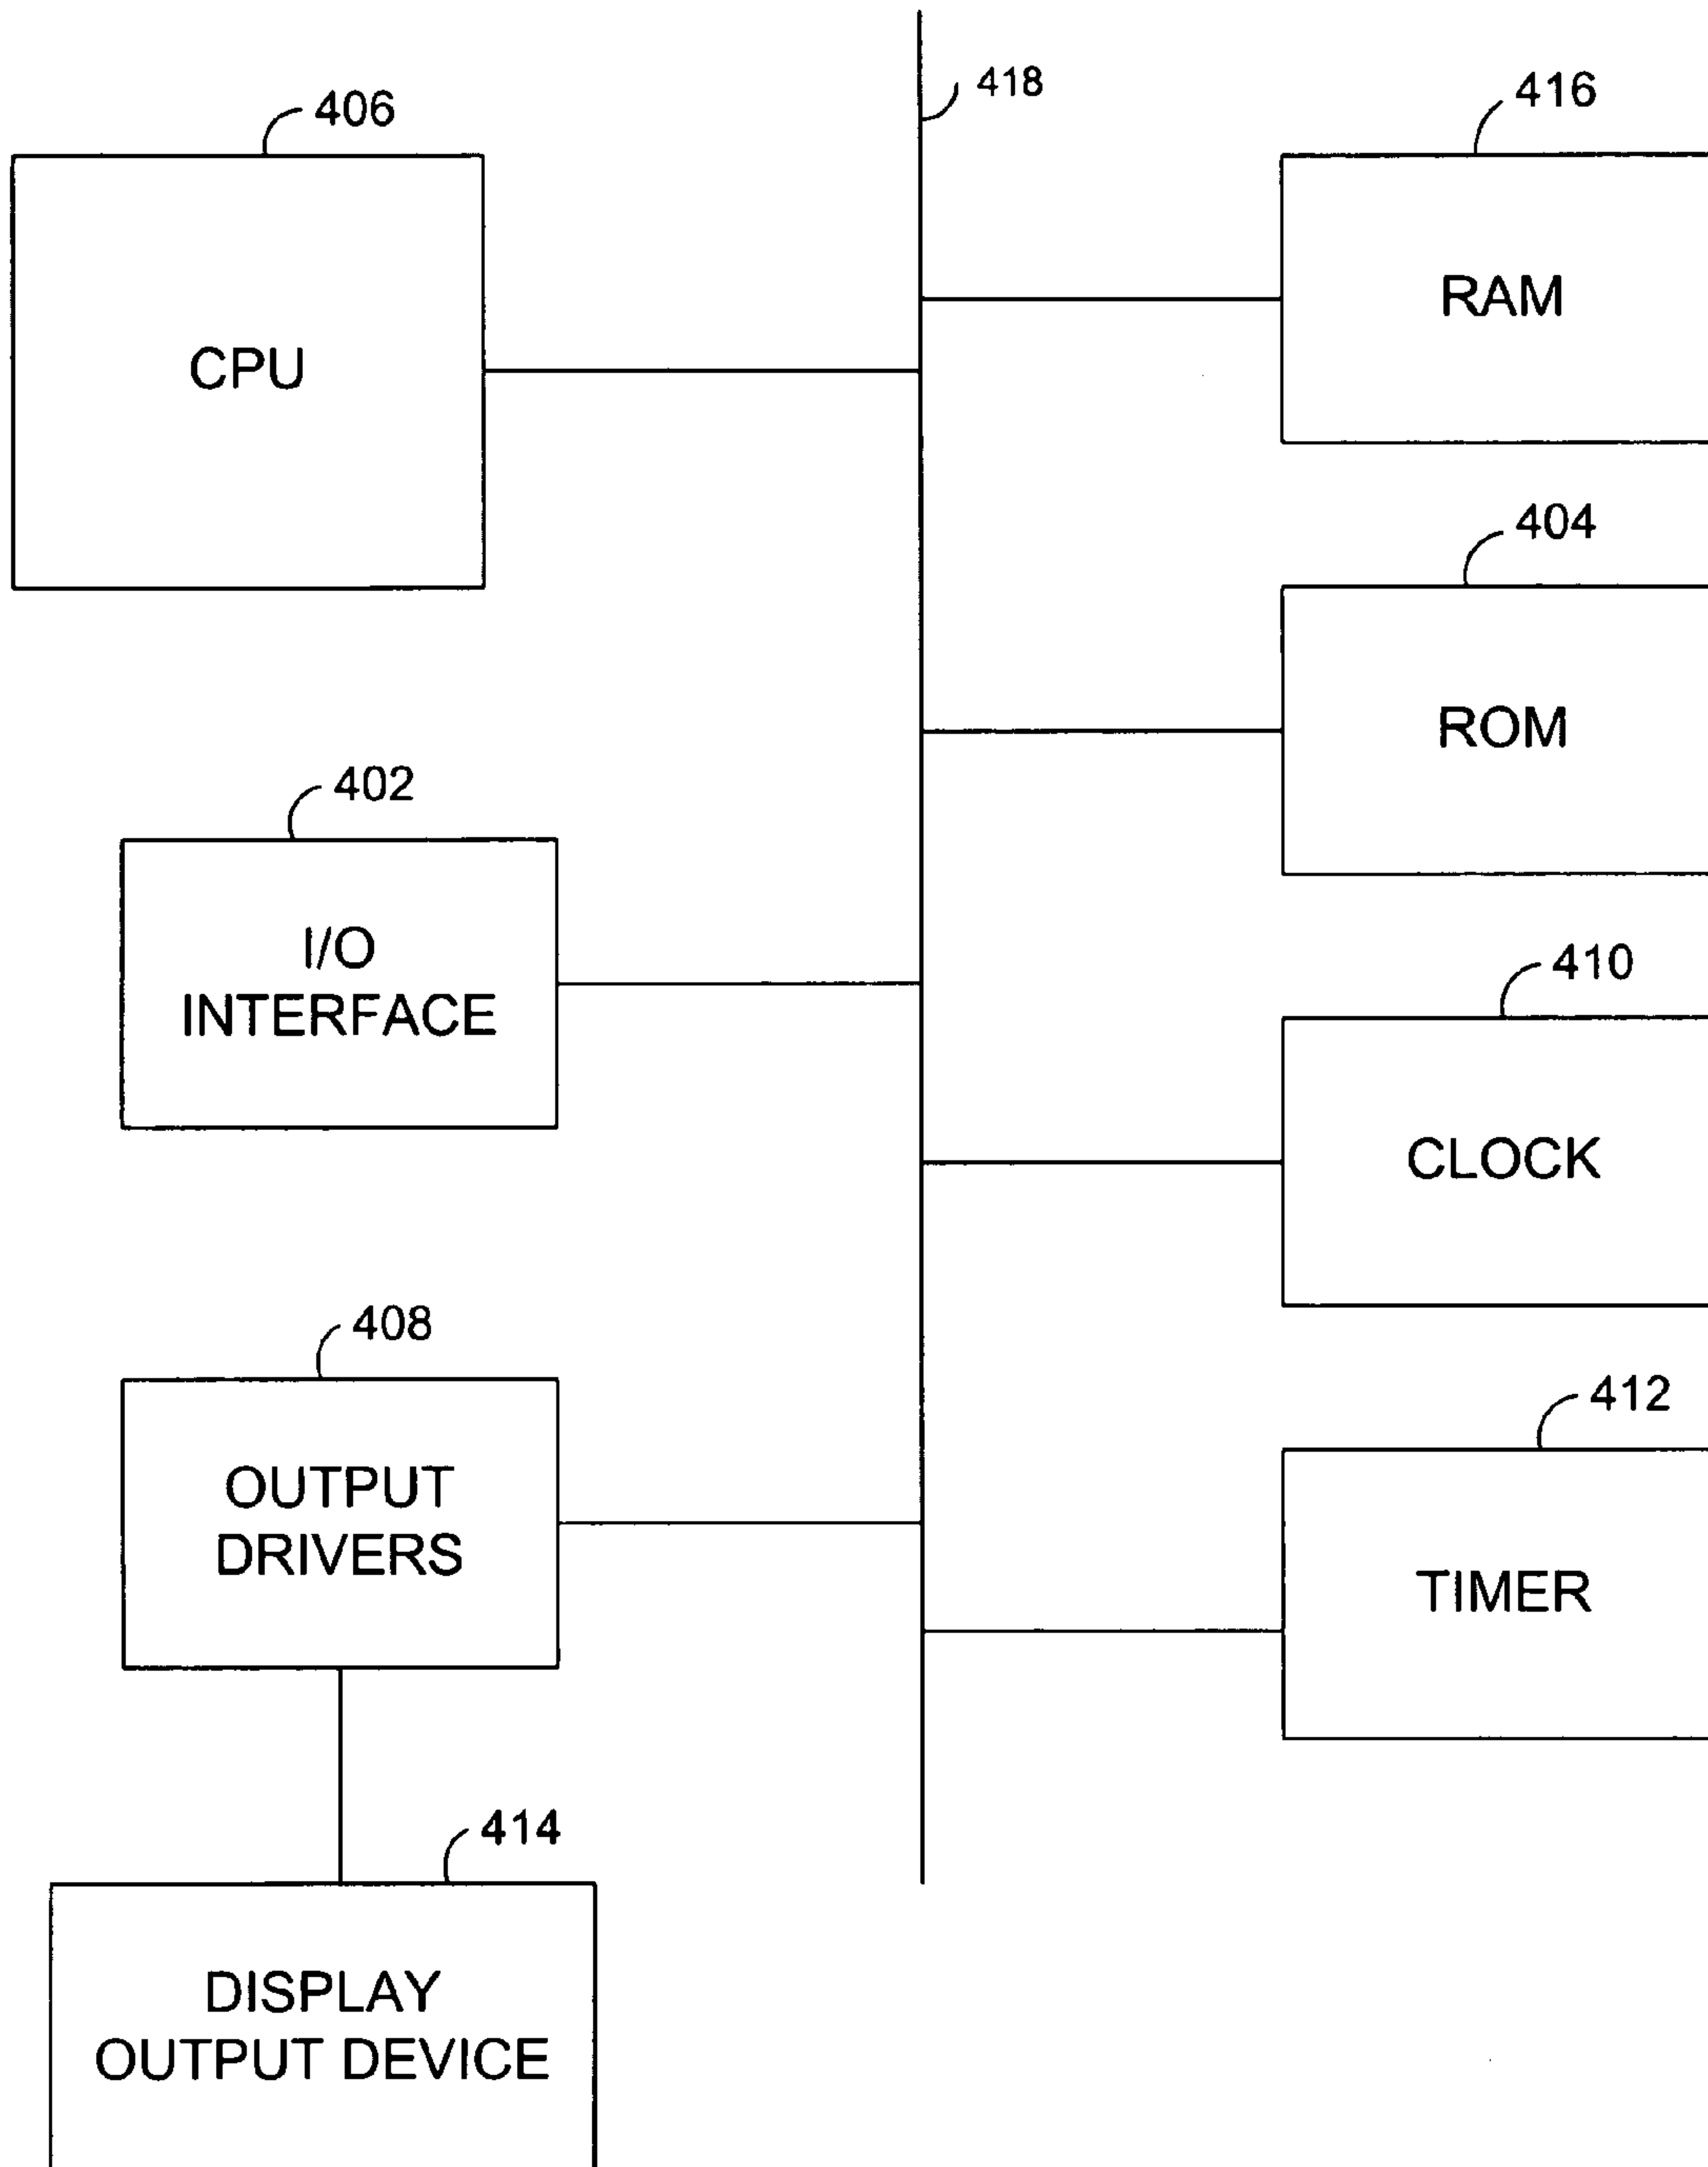 418
406
416
CPU
RAM
404
ROM
402
I/O
INTERFACE
410
CLOCK
408
OUTPUT
DRIVERS
412
TIMER
414
DISPLAY
OUTPUT DEVICE